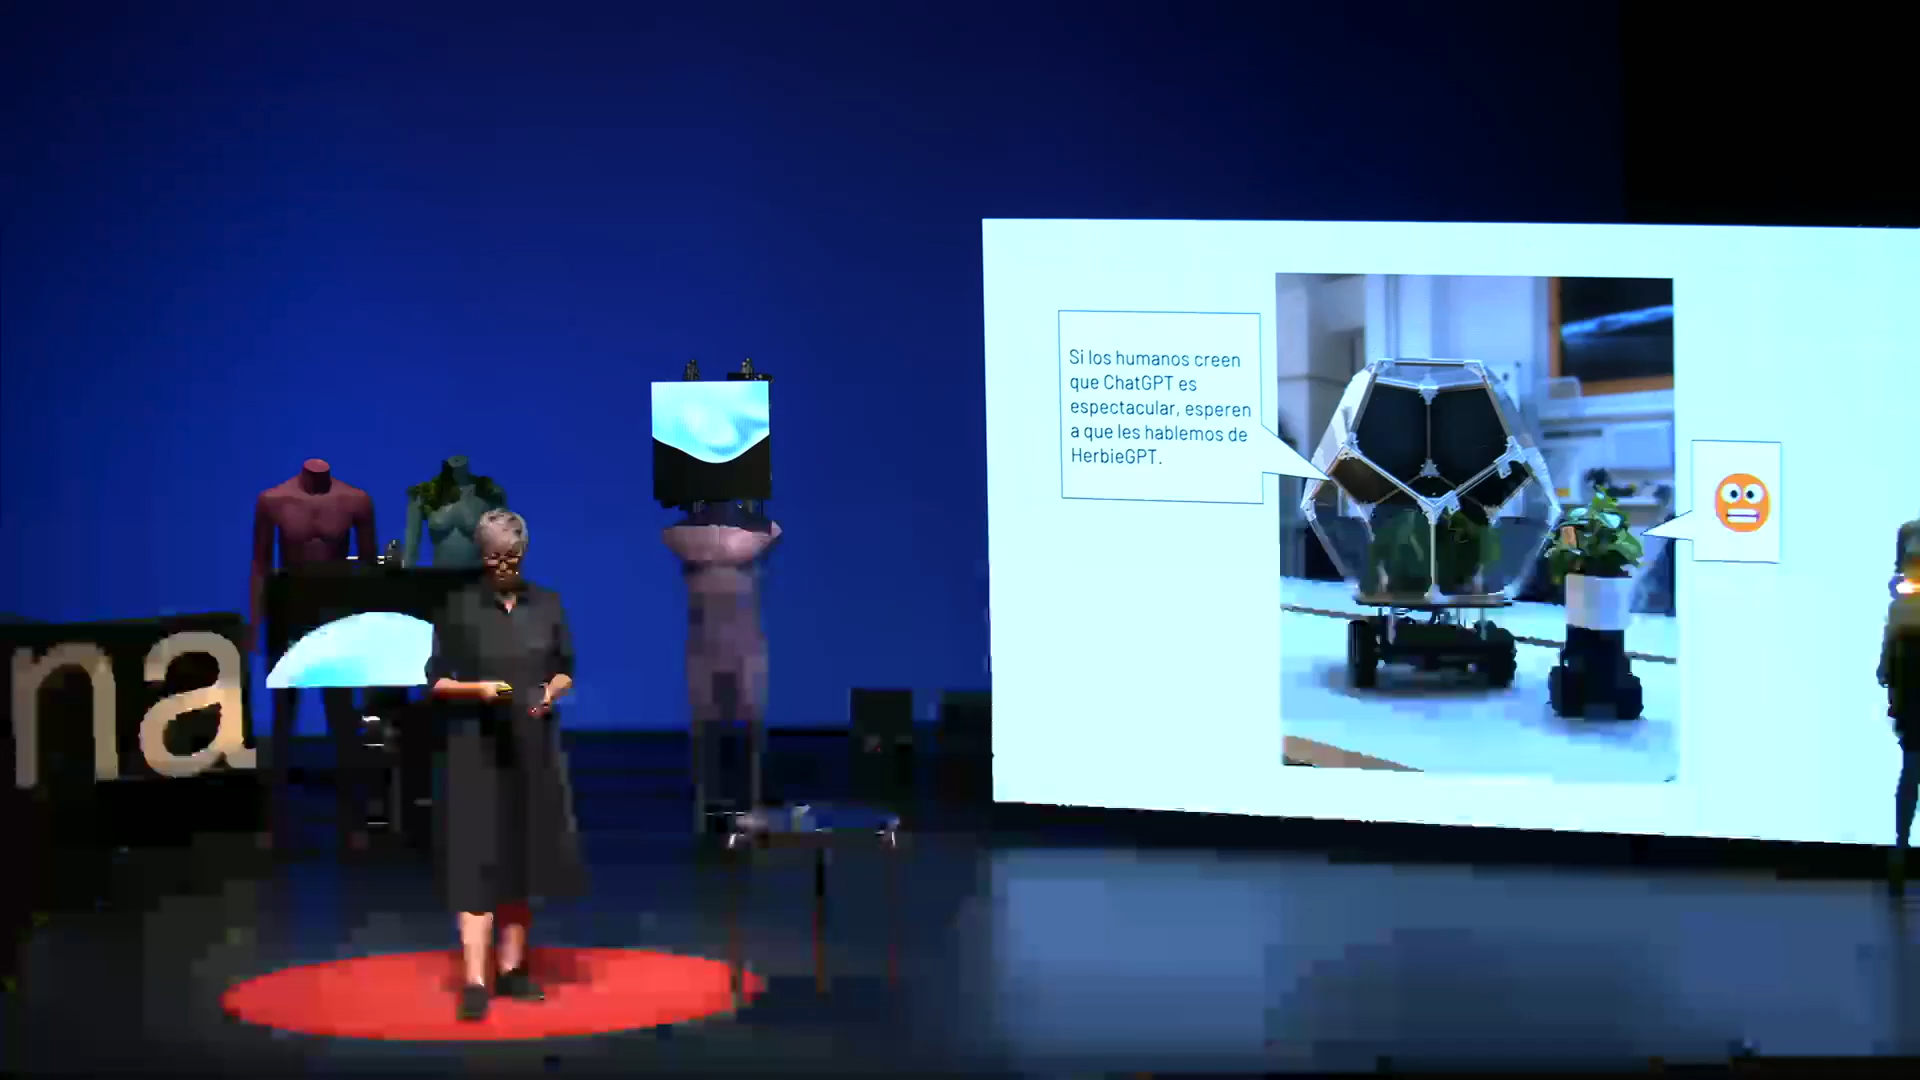 na
Si los humanos creen
que ChatGPT es
espectacular, esperen
a que les hablemos de
HerbieGPT.